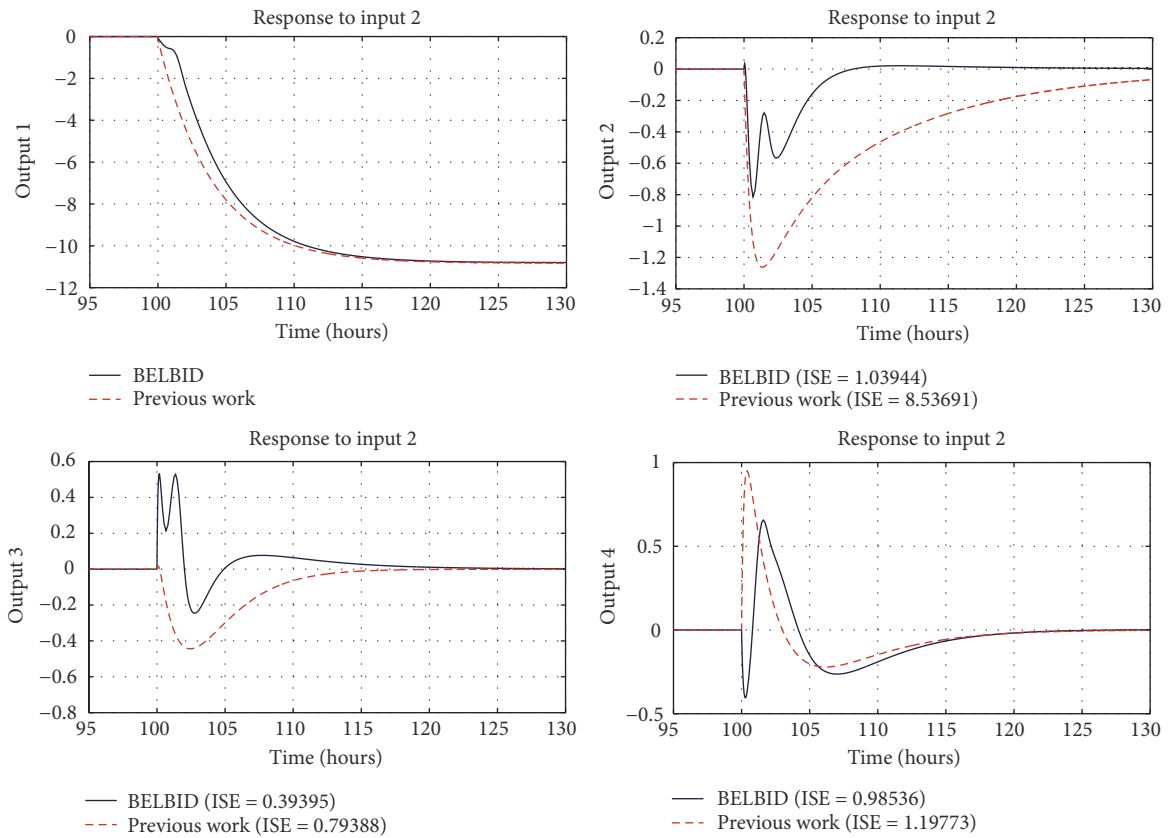 Response to input 2
0
−2
−4
−6
−8
−10
−12
Output 1
95 100 105 110 115 120 125 130
Time (hours)
BELBID
Previous work
Response to input 2
0.2
0
−0.2
−0.4
−0.6
−0.8
−1
−1.2
−1.4
Output 2
95 100 105 110 115 120 125 130
Time (hours)
BELBID (ISE = 1.03944)
Previous work (ISE = 8.53691)
Response to input 2
0.6
0.4
0.2
0
−0.2
−0.4
−0.6
−0.8
Output 3
95 100 105 110 115 120 125 130
Time (hours)
BELBID (ISE = 0.39395)
Previous work (ISE = 0.79388)
Response to input 2
1
0.5
0
−0.5
Output 4
95 100 105 110 115 120 125 130
Time (hours)
BELBID (ISE = 0.98536)
Previous work (ISE = 1.19773)